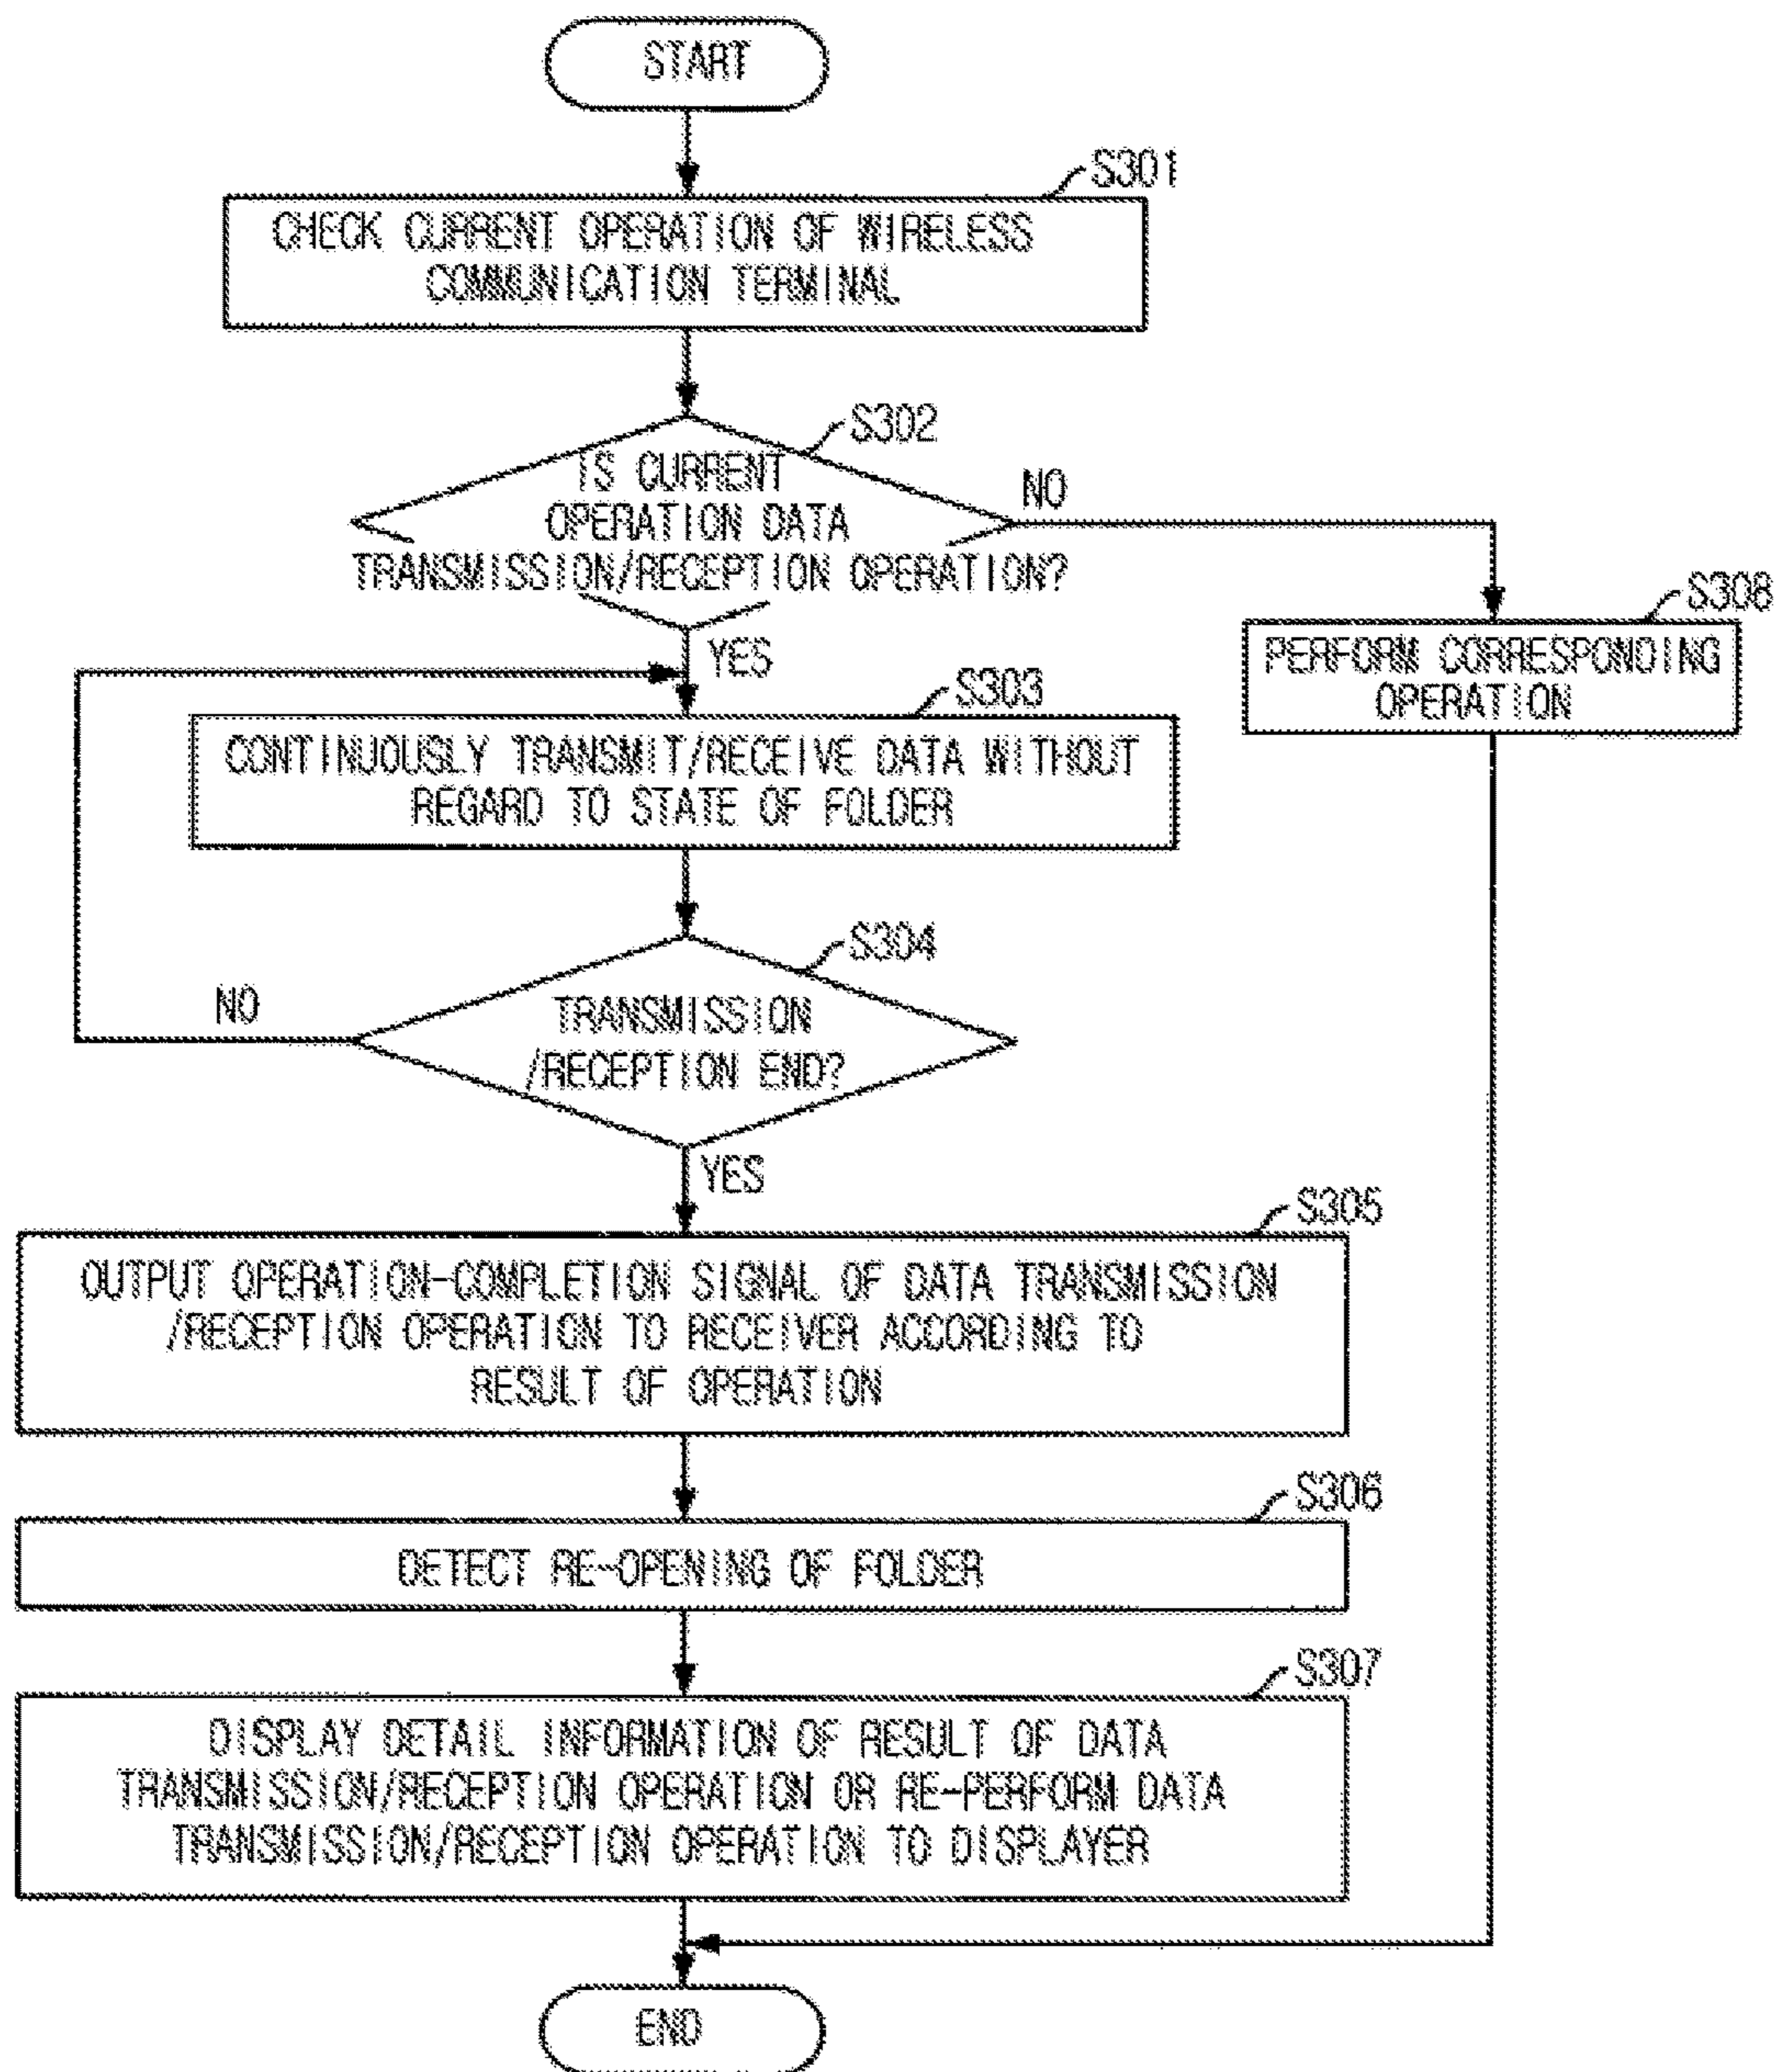 START
S301
CHECK CURRENT OPERATION OF WIRELESS
COMMUNICATION TERMINAL
S302
IS CURRENT
OPERATION DATA
TRANSMISSION/RECEPTION OPERATION?
NO
YES
S308
PERFORM CORRESPONDING
OPERATION
S303
CONTINUOUSLY TRANSMIT/RECEIVE DATA WITHOUT
REGARD TO STATE OF FOLDER
S304
TRANSMISSION
/RECEPTION END?
NO
YES
S305
OUTPUT OPERATION-COMPLETION SIGNAL OF DATA TRANSMISSION
/RECEPTION OPERATION TO RECEIVER ACCORDING TO
RESULT OF OPERATION
S306
DETECT RE-OPENING OF FOLDER
S307
DISPLAY DETAIL INFORMATION OF RESULT OF DATA
TRANSMISSION/RECEPTION OPERATION OR RE-PERFORM DATA
TRANSMISSION/RECEPTION OPERATION TO DISPLAYER
END